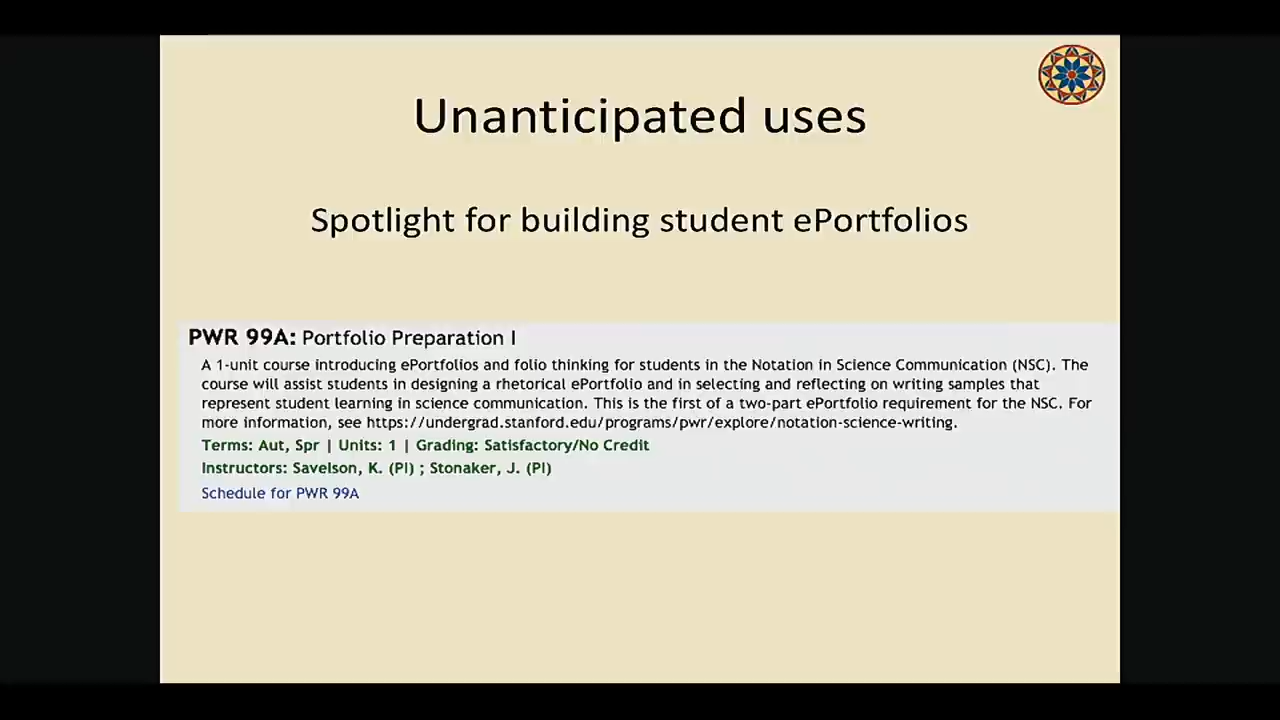 Unanticipated uses
Spotlight for building student ePortfolios
PWR 99A: Portfolio Preparation I
A 1-unit course introducing ePortfolios and folio thinking for students in the Notation in Science Communication (NSC). The
course will assist students in designing a rhetorical ePortfolio and in selecting and reflecting on writing samples that
represent student learning in science communication. This is the first of a two-part ePortfolio requirement for the NSC. For
more information, see https://undergrad.stanford.edu/programs/pwr/explore/notation-science-writing.
Terms: Aut, Spr | Units: 1 | Grading: Satisfactory/No Credit
Instructors: Savelson, K. (PI) ; Stonaker, J. (PI)
Schedule for PWR 99A